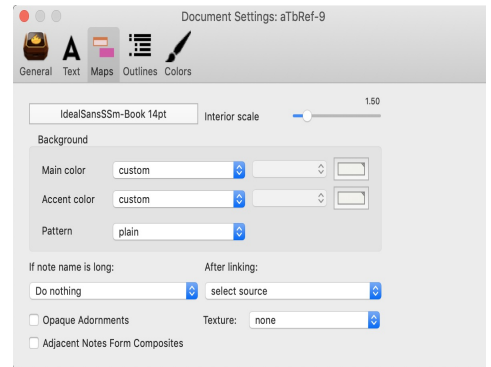 Document Settings: aTbRef-9
General Text Maps Outlines Colors
IdealSansSSm-Book 14pt Interior scale 1.50
Background
Main color custom
Accent color custom
Pattern plain
If note name is long: After linking:
Do nothing select source
Opaque Adornments Texture: none
Adjacent Notes Form Composites